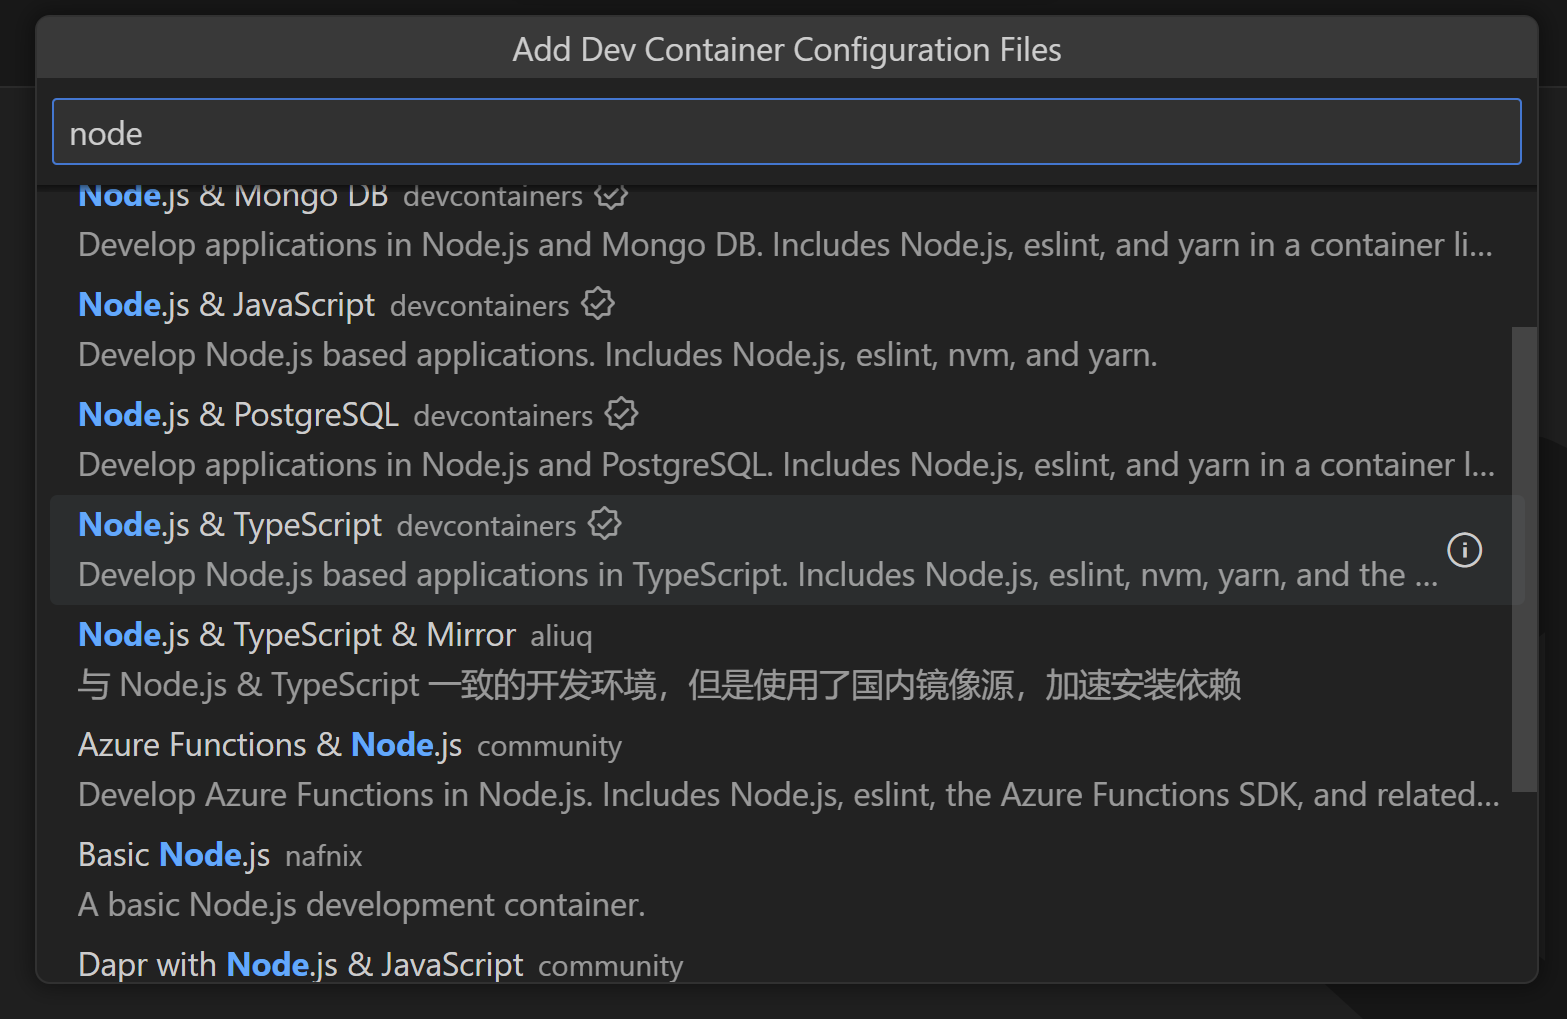 Add Dev Container Configuration Files
node
Node.js & Mongo DB devcontainers
Develop applications in Node.js and Mongo DB. Includes Node.js, eslint, and yarn in a container li...
Node.js & JavaScript devcontainers
Develop Node.js based applications. Includes Node.js, eslint, nvm, and yarn.
Node.js & PostgreSQL devcontainers
Develop applications in Node.js and PostgreSQL. Includes Node.js, eslint, and yarn in a container l...
Node.js & TypeScript devcontainers
Develop Node.js based applications in TypeScript. Includes Node.js, eslint, nvm, yarn, and the ...
Node.js & TypeScript & Mirror aliuq
与 Node.js & TypeScript 一致的开发环境，但是使用了国内镜像源，加速安装依赖
Azure Functions & Node.js community
Develop Azure Functions in Node.js. Includes Node.js, eslint, the Azure Functions SDK, and related...
Basic Node.js nafnix
A basic Node.js development container.
Dapr with Node.js & JavaScript community